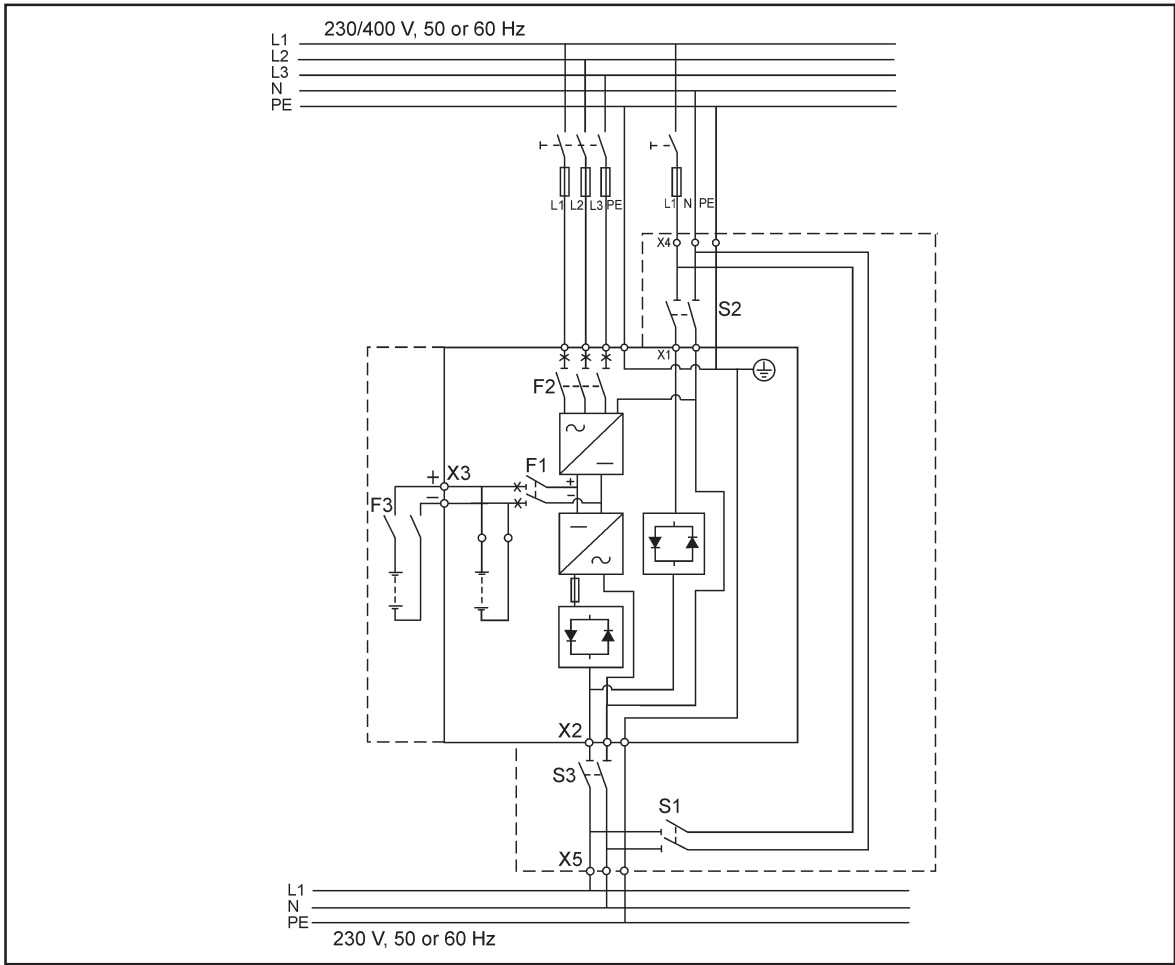 230/400 V, 50 or 60 Hz
L1
L2
L3
N
PE
L1 L2 L3 PE
L1 N PE
X4
S2
X1
F2
F1
X3
+
−
+
−
F3
X2
S3
S1
X5
L1
N
PE
230 V, 50 or 60 Hz